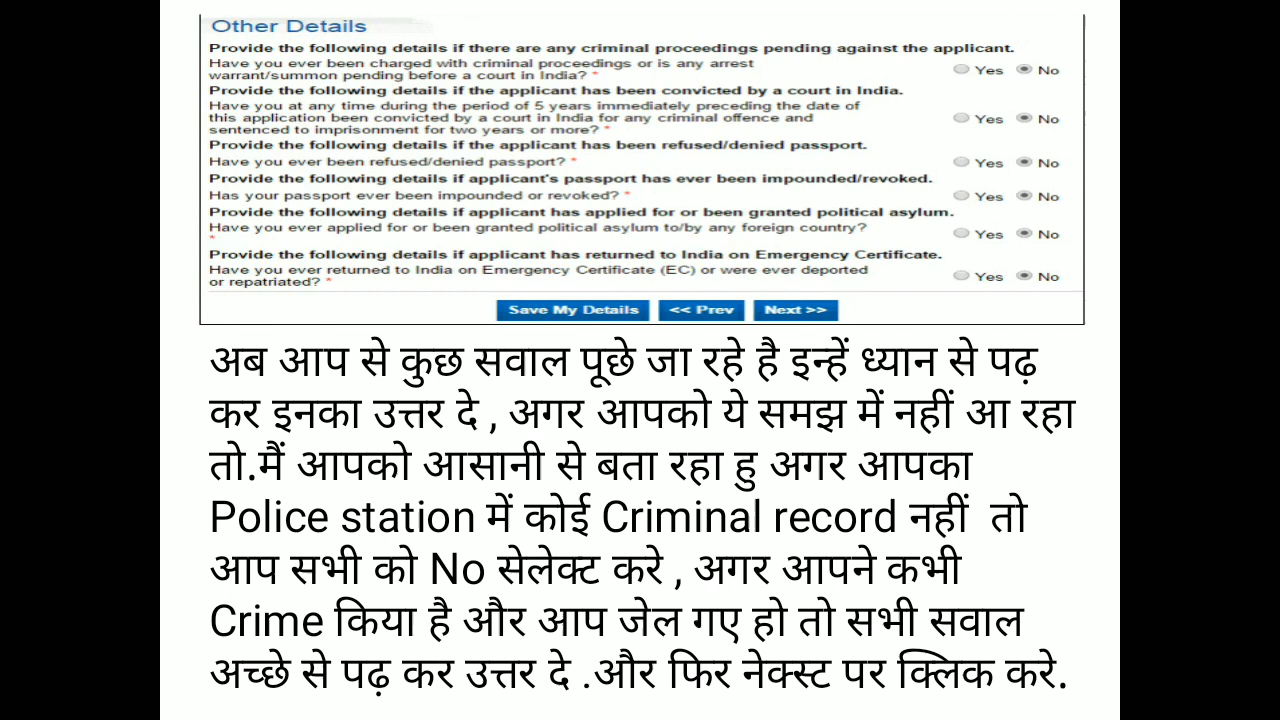 Other Details
Provide the following details if there are any criminal proceedings pending against the applicant.
Have you ever been charged with criminal proceedings or is any arrest
warrant/summon pending before a court in India? * Yes No
Provide the following details if the applicant has been convicted by a court in India.
Have you at any time during the period of 5 years immediately preceding the date of
this application been convicted by a court in India for any criminal offence and Yes No
sentenced to imprisonment for two years or more? *
Provide the following details if the applicant has been refused/denied passport.
Have you ever been refused/denied passport? * Yes No
Provide the following details if applicant's passport has ever been impounded/revoked.
Has your passport ever been impounded or revoked? * Yes No
Provide the following details if applicant has applied for or been granted political asylum.
Have you ever applied for or been granted political asylum to/by any foreign country? Yes No
*
Provide the following details if applicant has returned to India on Emergency Certificate.
Have you ever returned to India on Emergency Certificate (EC) or were ever deported Yes No
or repatriated? *
Save My Details << Prev Next >>
अब आप से कुछ सवाल पूछे जा रहे है इन्हें ध्यान से पढ़
कर इनका उत्तर दे , अगर आपको ये समझ में नहीं आ रहा
तो.मैं आपको आसानी से बता रहा हु अगर आपका
Police station में कोई Criminal record नहीं तो
आप सभी को No सेलेक्ट करे , अगर आपने कभी
Crime किया है और आप जेल गए हो तो सभी सवाल
अच्छे से पढ़ कर उत्तर दे .और फिर नेक्स्ट पर क्लिक करे.